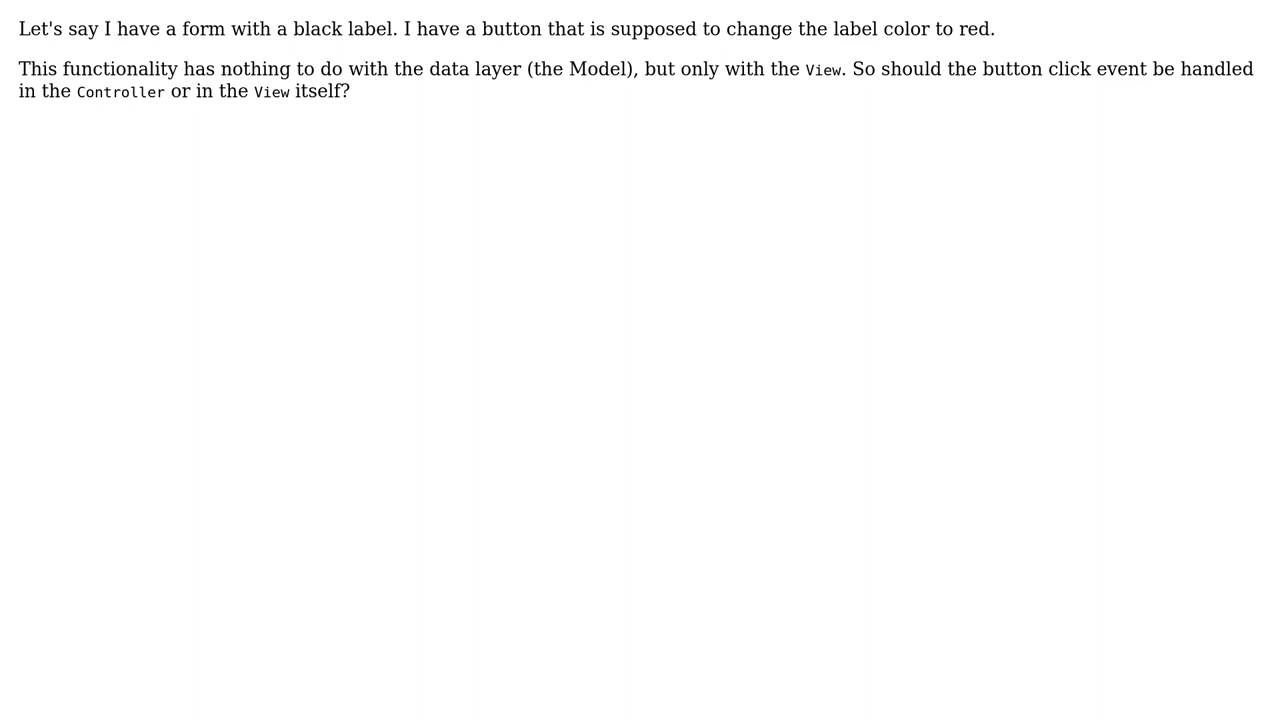 Let's say I have a form with a black label. I have a button that is supposed to change the label color to red.
This functionality has nothing to do with the data layer (the Model), but only with the View. So should the button click event be handled
in the Controller or in the View itself?